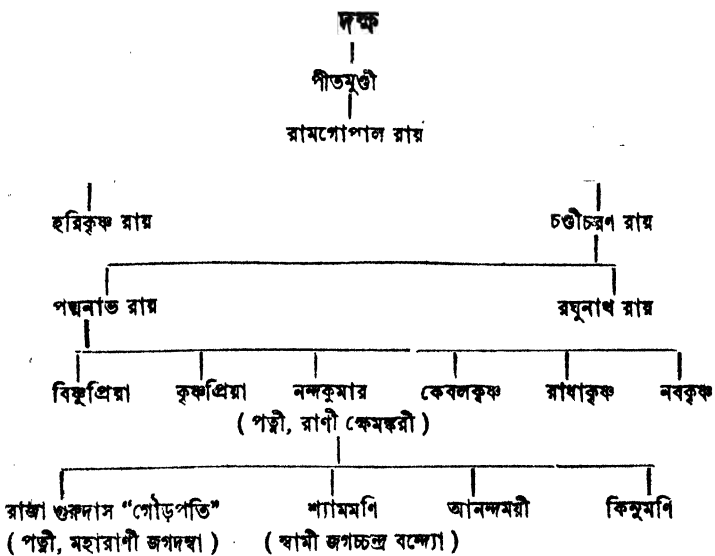 দক্ষ
পীতমুণ্ডী
রামগোপাল রায়
হরিকৃষ্ণ রায় চণ্ডীচরণ রায়
পদ্মনাভ রায় রঘুনাথ রায়
বিষ্ণুপ্রিয়া কৃষ্ণপ্রিয়া নন্দকুমার কেবলকৃষ্ণ রাধাকৃষ্ণ নবকৃষ্ণ
( পত্নী, রাণী ক্ষেমঙ্করী )
রাজা গুরুদাস “গৌড়পতি” শ্যামমণি আনন্দময়ী কিনুমণি
( পত্নী, মহারাণী জগদম্বা ) ( স্বামী জগচ্চন্দ্র বন্দ্যো )